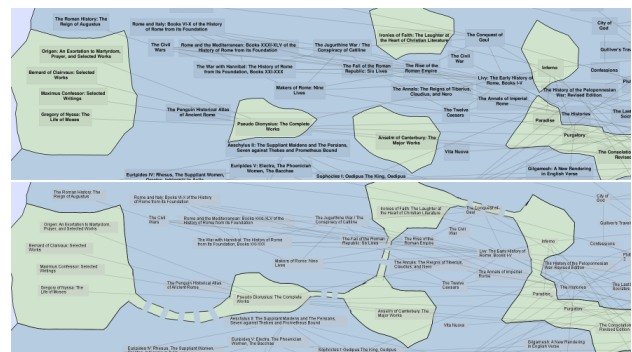 The Roman History: The
Reign of Augustus
Rome and Italy: Books VI-X of the History
of Rome from its Foundation
The Civil
Wars
Rome and the Mediterranean: Books XXXI-XLV of the
History of Rome from its Foundation
The Jugurthine War / The
Conspiracy of Catiline
Ironies of Faith: The Laughter at
the Heart of Christian Literature
The Conquest of
Gaul
City of
God
Gulliver's Trave
Origen: An Exortation to Martyrdom,
Prayer, and Selected Works
Bernard of Clairvaux: Selected
Works
Maximus Confessor: Selected
Writings
Gregory of Nyssa: The
Life of Moses
The War with Hannibal: The History of Rome
from its Foundation, Books XXI-XXX
The Fall of the Roman
Republic: Six Lives
The Rise of the
Roman Empire
The Civil
War
Makers of Rome: Nine
Lives
The Annals: The Reigns of Tiberius,
Claudius, and Nero
Livy: The Early History of
Rome, Books I-V
Inferno
Confessions
The History of the Peloponnesian
War: Revised Edition
The Annals of Imperial
Rome
The Penguin Historical Atlas
of Ancient Rome
Pseudo Dionysius: The Complete
Works
Anselm of Canterbury: The
Major Works
The Twelve
Caesars
The Histories
Paradise
Purgatory
The Last
Socrates
Aeschylus II: The Suppliant Maidens and The Persians,
Seven against Thebes and Prometheus Bound
Vita Nuova
The Consolation
Euripides V: Electra, The Phoenician
Women, The Bacchae
Euripides IV: Rhesus, The Suppliant Women,
Sophocles I: Oedipus The King, Oedipus
Gilgamesh: A New Rendering
in English Verse
The Roman History: The
Reign of Augustus
Rome and Italy: Books VI-X of the History
of Rome from its Foundation
The Civil
Wars
Rome and the Mediterranean: Books XXXI-XLV of the
History of Rome from its Foundation
The Jugurthine War / The
Conspiracy of Catiline
Ironies of Faith: The Laughter at
the Heart of Christian Literature
The Conquest of
Gaul
City of
God
Gulliver's Trave
Origen: An Exortation to Martyrdom,
Prayer, and Selected Works
Bernard of Clairvaux: Selected
Works
Maximus Confessor: Selected
Writings
Gregory of Nyssa: The
Life of Moses
The War with Hannibal: The History of Rome
from its Foundation, Books XXI-XXX
The Fall of the Roman
Republic: Six Lives
The Rise of the
Roman Empire
The Civil
War
Makers of Rome: Nine
Lives
The Annals: The Reigns of Tiberius,
Claudius, and Nero
Livy: The Early History of
Rome, Books I-V
Inferno
Confessions
The History of the Peloponnesian
War: Revised Edition
The Annals of Imperial
Rome
The Penguin Historical Atlas
of Ancient Rome
Pseudo Dionysius: The Complete
Works
Anselm of Canterbury: The
Major Works
The Twelve
Caesars
The Histories
Paradise
Purgatory
The Last
Socrates
Aeschylus II: The Suppliant Maidens and The Persians,
Seven against Thebes and Prometheus Bound
Vita Nuova
The Consolation
Euripides V: Electra, The Phoenician
Women, The Bacchae
Euripides IV: Rhesus, The Suppliant Women,
Sophocles I: Oedipus The King, Oedipus
Gilgamesh: A New Rendering
in English Verse